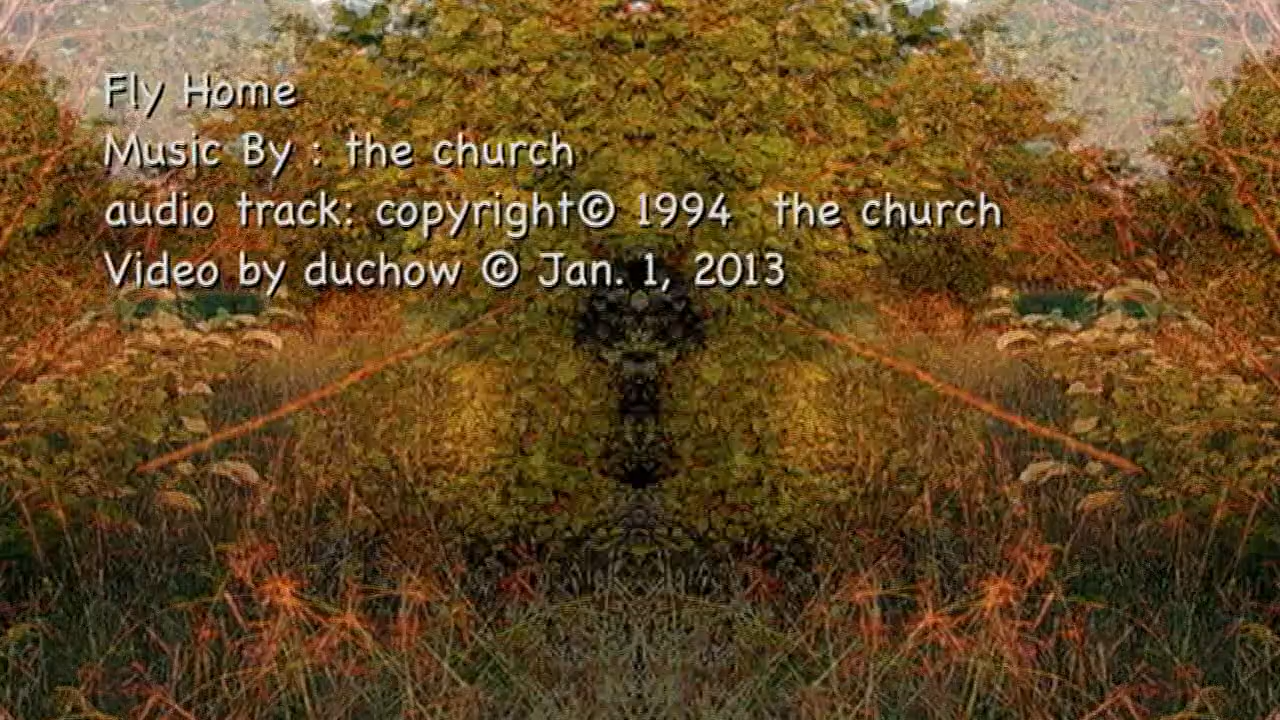 Fly Home
Music By : the church
audio track: copyright© 1994 the church
Video by duchow © Jan. 1, 2013